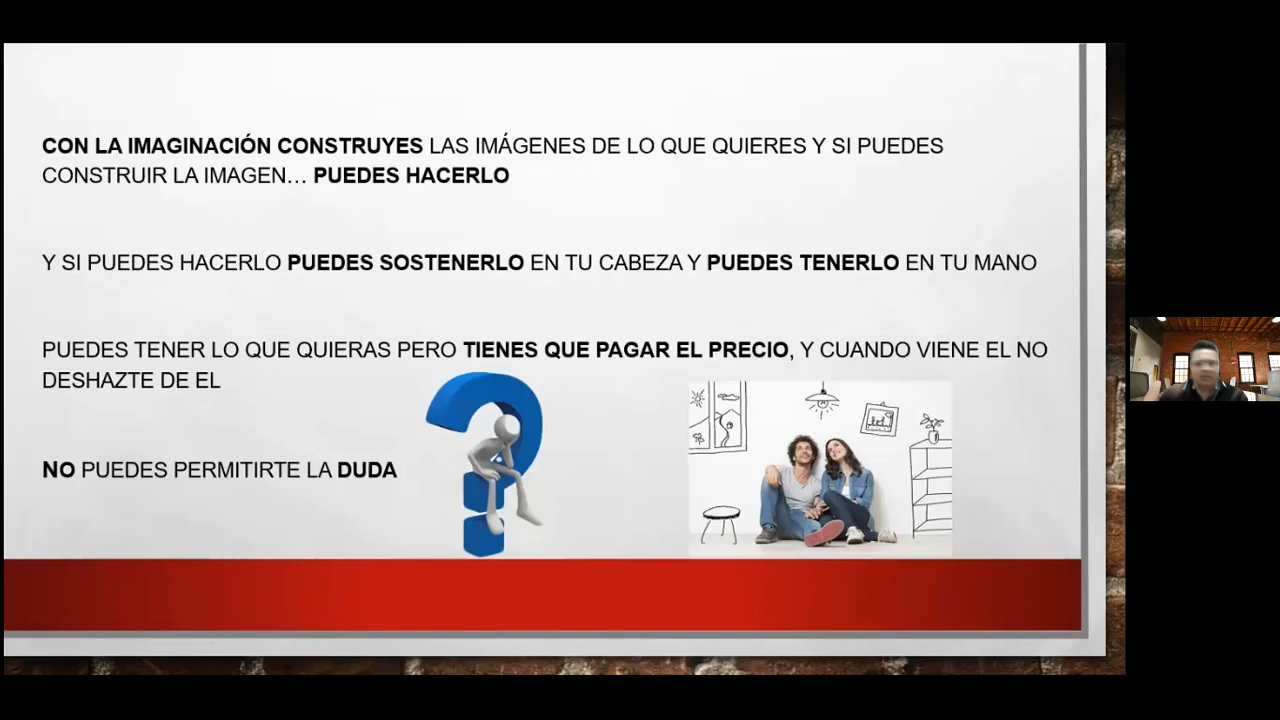 CON LA IMAGINACIÓN CONSTRUYES LAS IMÁGENES DE LO QUE QUIERES Y SI PUEDES
CONSTRUIR LA IMAGEN… PUEDES HACERLO
Y SI PUEDES HACERLO PUEDES SOSTENERLO EN TU CABEZA Y PUEDES TENERLO EN TU MANO
PUEDES TENER LO QUE QUIERAS PERO TIENES QUE PAGAR EL PRECIO, Y CUANDO VIENE EL NO
DESHAZTE DE EL
NO PUEDES PERMITIRTE LA DUDA